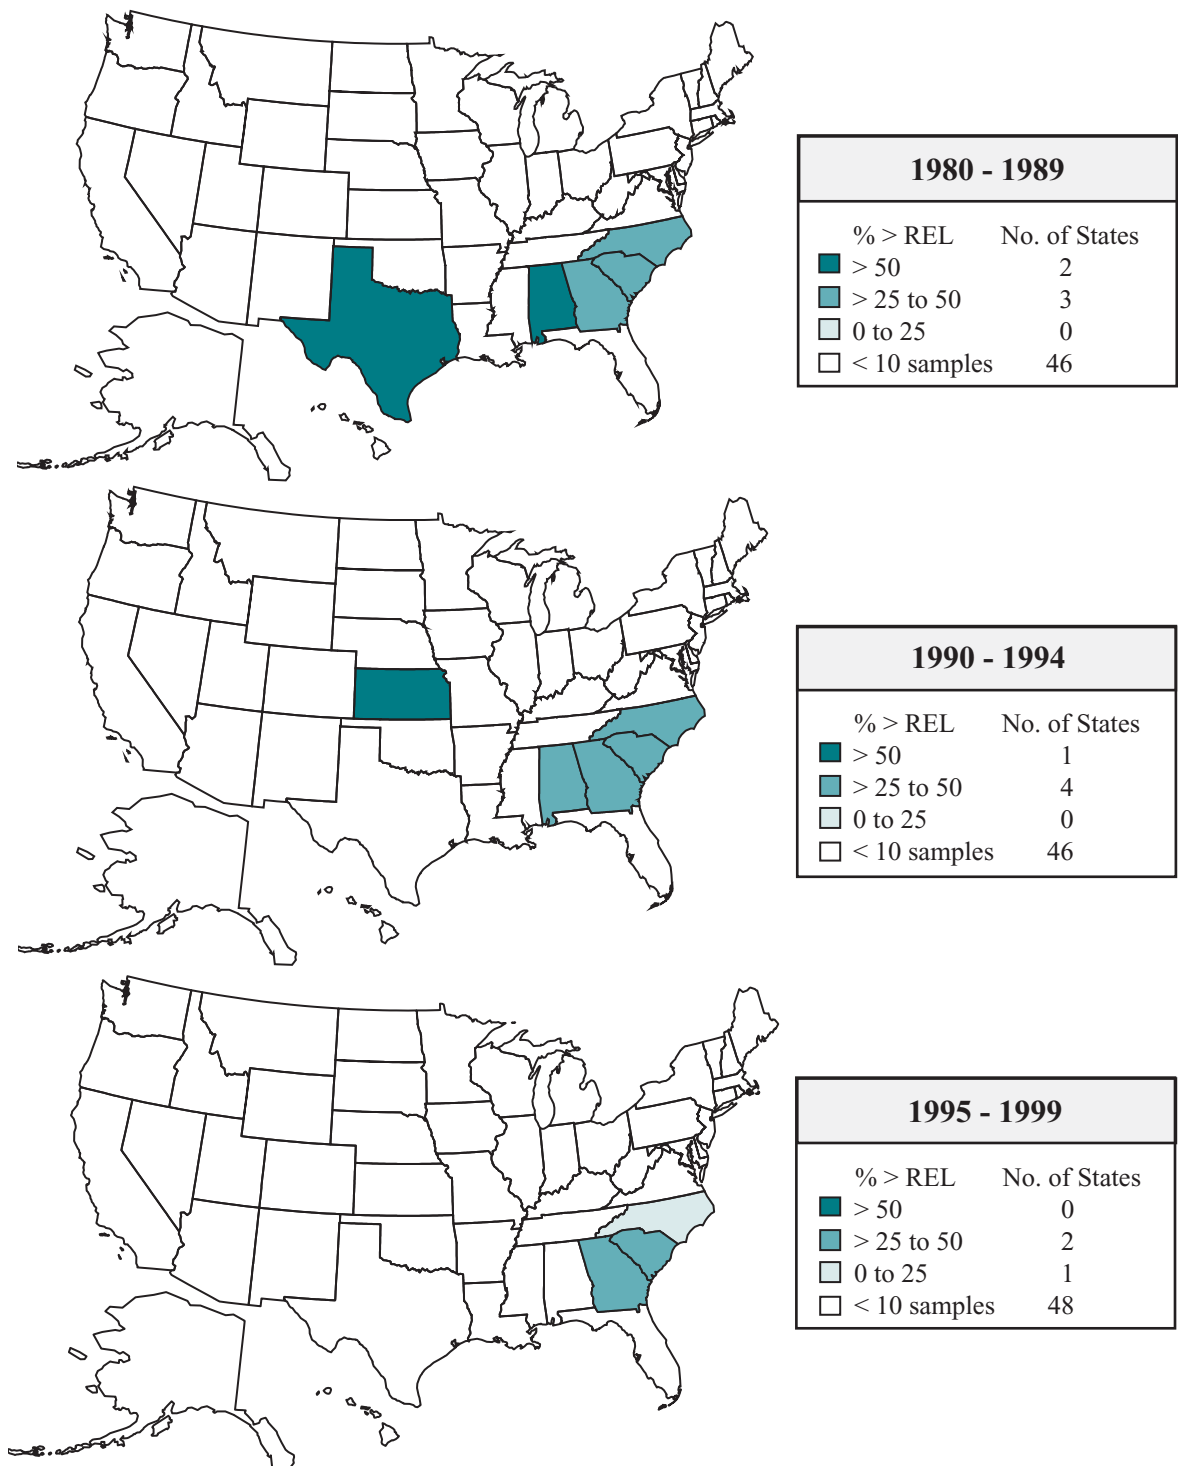 1980 - 1989
% > REL No. of States
> 50 2
> 25 to 50 3
0 to 25 0
< 10 samples 46
1990 - 1994
% > REL No. of States
> 50 1
> 25 to 50 4
0 to 25 0
< 10 samples 46
1995 - 1999
% > REL No. of States
> 50 0
> 25 to 50 2
0 to 25 1
< 10 samples 48